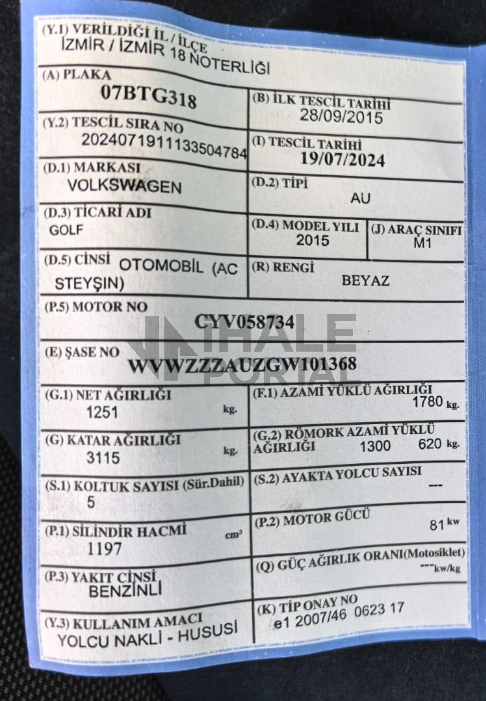 (Y.1) VERİLDİĞİ İL / İLÇE
İZMİR / İZMİR 18 NOTERLİĞİ
(A) PLAKA
07BTG318
(B) İLK TESCİL TARİHİ
28/09/2015
(Y.2) TESCİL SIRA NO
2024071911133504784
(I) TESCİL TARİHİ
19/07/2024
(D.1) MARKASI
VOLKSWAGEN
(D.2) TİPİ
AU
(D.3) TİCARİ ADI
GOLF
(D.4) MODEL YILI
2015
(J) ARAÇ SINIFI
M1
(D.5) CİNSİ OTOMOBİL (AC
STEYŞIN)
(R) RENGİ
BEYAZ
(P.5) MOTOR NO
CYV058734
(E) ŞASE NO
WVWZZZAUZGW101368
İHALE
PORTAL
(G.1) NET AĞIRLIĞI
1251 kg.
(F.1) AZAMİ YÜKLÜ AĞIRLIĞI
1780 kg.
(G) KATAR AĞIRLIĞI
3115 kg.
(G.2) RÖMORK AZAMİ YÜKLÜ
AĞIRLIĞI 1300 620 kg.
(S.1) KOLTUK SAYISI (Sür.Dahil)
5
(S.2) AYAKTA YOLCU SAYISI
---
(P.1) SİLİNDİR HACMİ cm³
1197
(P.2) MOTOR GÜCÜ
81 kw
(P.3) YAKIT CİNSİ
BENZİNLİ
(Q) GÜÇ AĞIRLIK ORANI(Motosiklet)
---kw/kg
(Y.3) KULLANIM AMACI
YOLCU NAKLİ - HUSUSİ
(K) TİP ONAY NO
e1 2007/46 0623 17